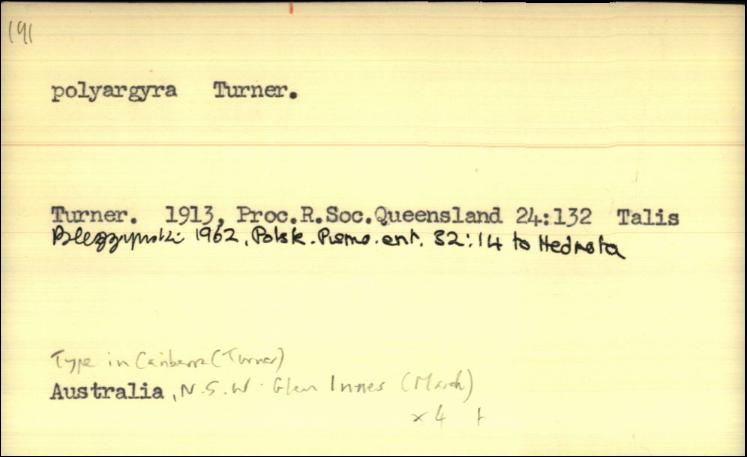 191
polyargyra Turner.
Turner. 1913, Proc.R.Soc.Queensland 24:132 Talis
Bleszynski 1962, Polsk. Pismo. ent. 32:14 to Hednota
Type in Canberra (Turner)
Australia, N.S.W. Glen Innes (March)
x 4